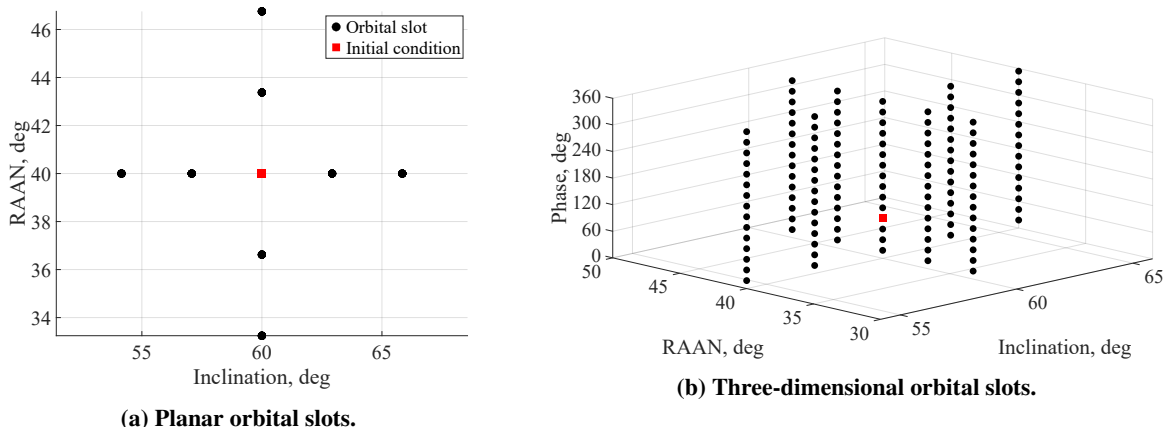 46
44
42
40
38
36
34
RAAN, deg
55
60
65
Inclination, deg
Orbital slot
Initial condition
(a) Planar orbital slots.
360
300
240
180
120
60
0
Phase, deg
50
45
40
35
30
RAAN, deg
55
60
65
Inclination, deg
(b) Three-dimensional orbital slots.